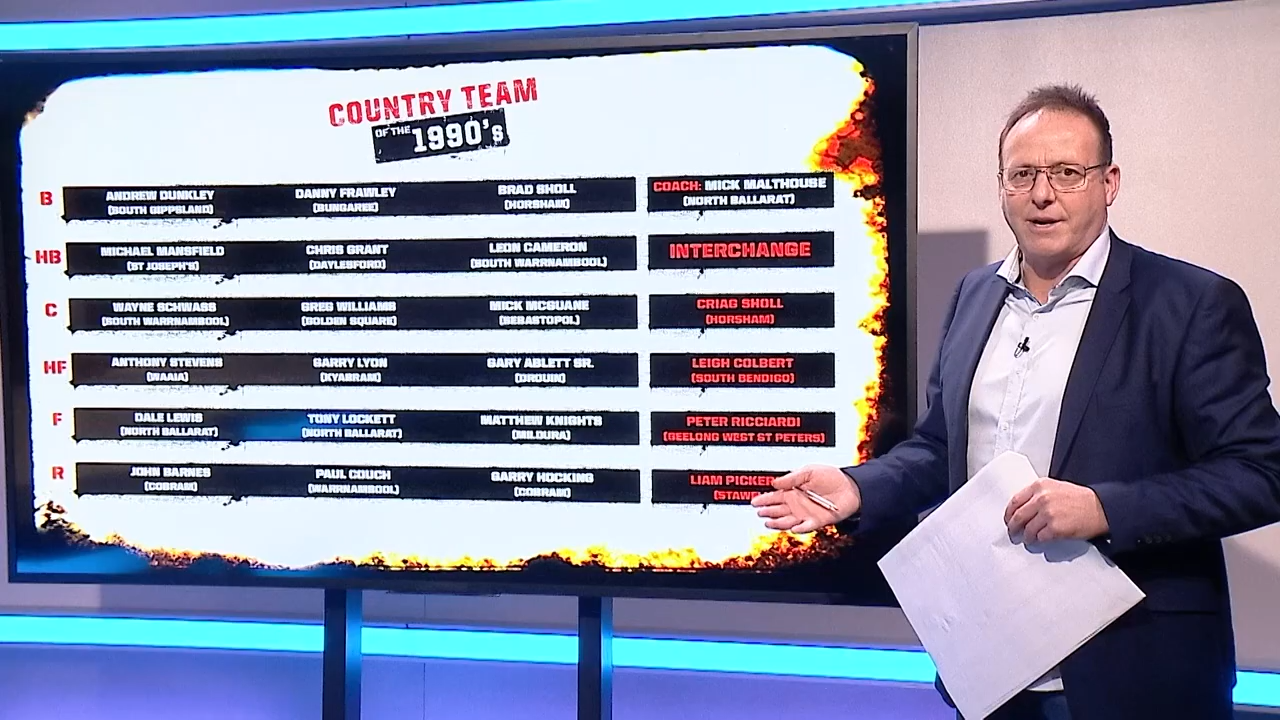 COUNTRY TEAM
OF THE 1990's
B ANDREW DUNKLEY DANNY FRAWLEY BRAD SHOLL COACH: MICK MALTHOUSE
(SOUTH GIPPSLAND) (BUNGAREE) (HORSHAM) (NORTH BALLARAT)
HB MICHAEL MANSFIELD CHRIS GRANT LEON CAMERON INTERCHANGE
(ST JOSEPH'S) (DAYLESFORD) (SOUTH WARRNAMBOOL)
C WAYNE SCHWASS GREG WILLIAMS MICK MCGUANE CRIAG SHOLL
(SOUTH WARRNAMBOOL) (GOLDEN SQUARE) (SEBASTOPOL) (HORSHAM)
HF ANTHONY STEVENS GARRY LYON GARY ABLETT SR. LEIGH COLBERT
(WAAIA) (KYABRAM) (DROUIN) (SOUTH BENDIGO)
F DALE LEWIS TONY LOCKETT MATTHEW KNIGHTS PETER RICCIARDI
(NORTH BALLARAT) (NORTH BALLARAT) (MILDURA) (GEELONG WEST ST PETERS)
R JOHN BARNES PAUL COUCH GARRY HOCKING LIAM PICKER
(COBRAM) (WARRNAMBOOL) (COBRAM) (STAWE